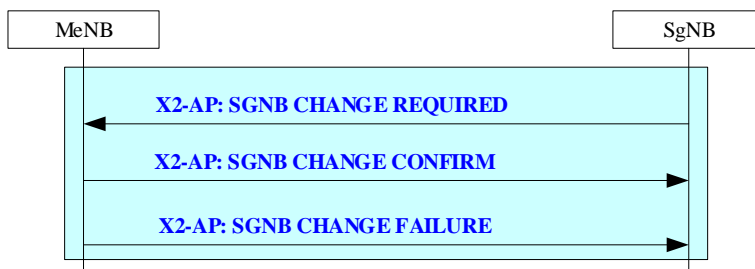 MeNB
SgNB
X2-AP: SGNB CHANGE REQUIRED
X2-AP: SGNB CHANGE CONFIRM
X2-AP: SGNB CHANGE FAILURE